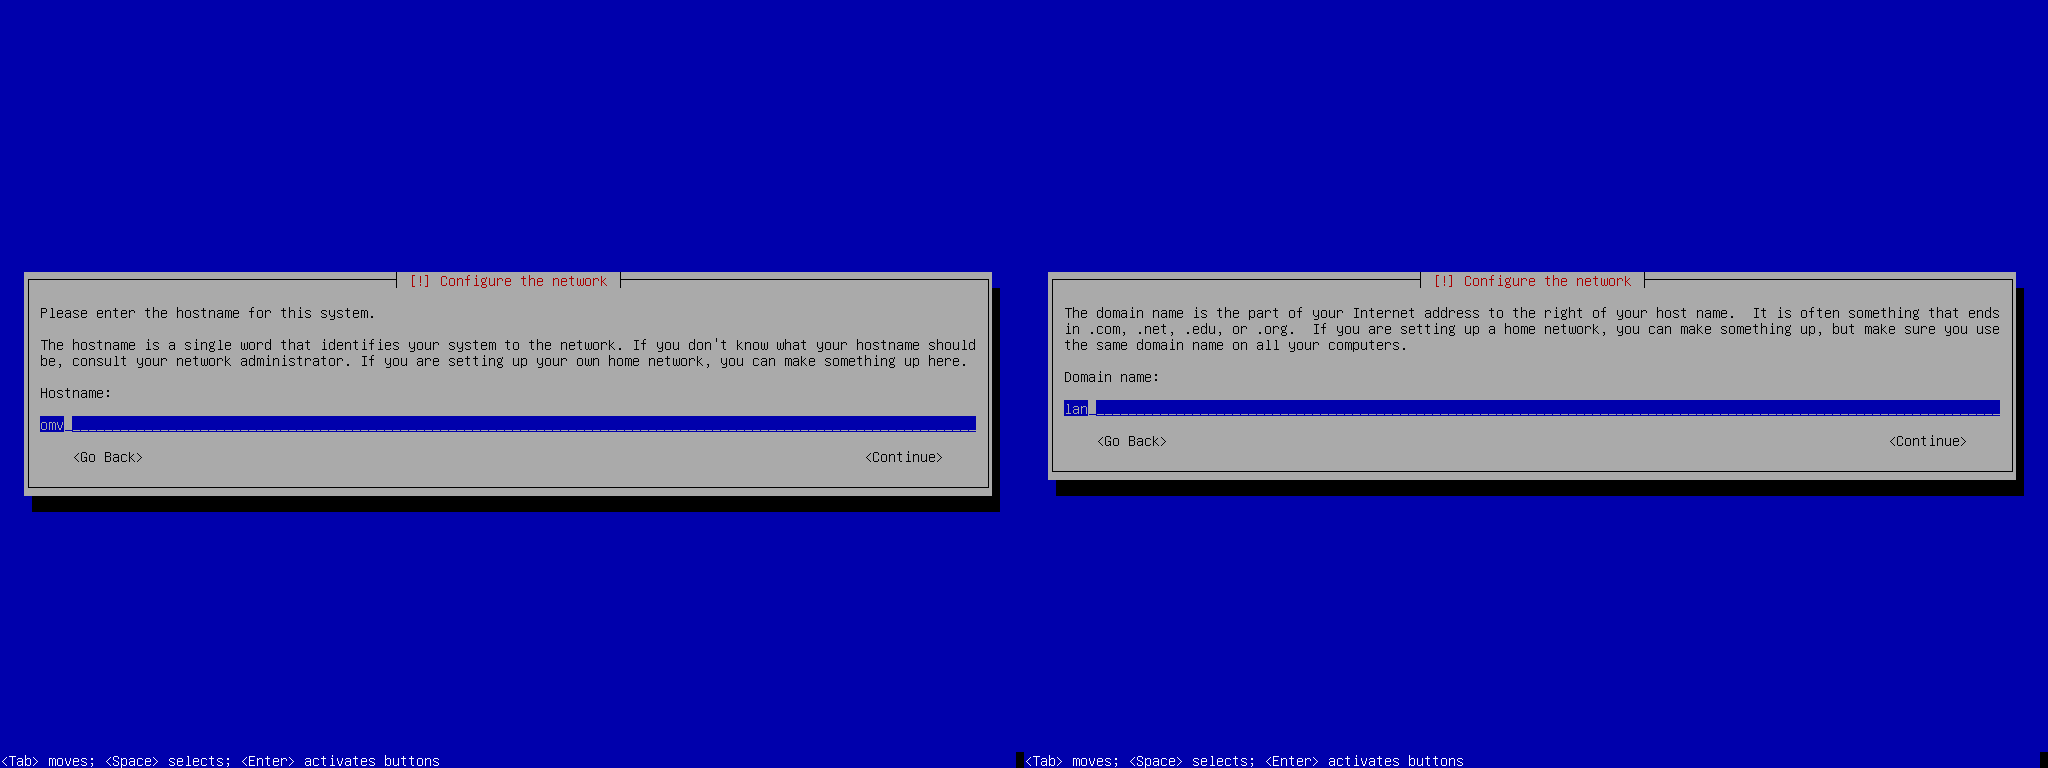 [!] Configure the network
Please enter the hostname for this system.
The hostname is a single word that identifies your system to the network. If you don't know what your hostname should
be, consult your network administrator. If you are setting up your own home network, you can make something up here.
Hostname:
omv
<Go Back> <Continue>
<Tab> moves; <Space> selects; <Enter> activates buttons
[!] Configure the network
The domain name is the part of your Internet address to the right of your host name.  It is often something that ends
in .com, .net, .edu, or .org.  If you are setting up a home network, you can make something up, but make sure you use
the same domain name on all your computers.
Domain name:
lan
<Go Back> <Continue>
<Tab> moves; <Space> selects; <Enter> activates buttons